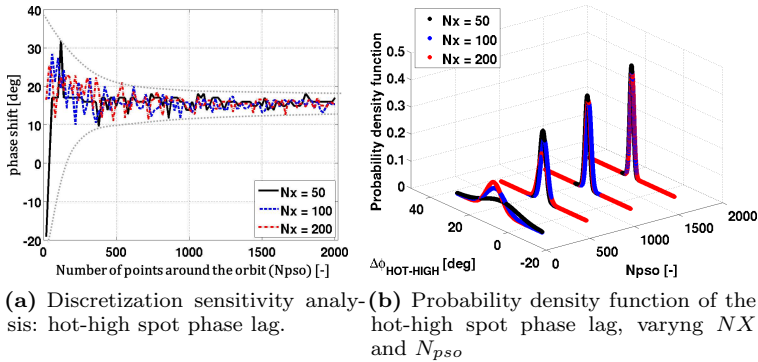 40
30
20
10
0
-10
-20
phase shift [deg]
Nx = 50
Nx = 100
Nx = 200
0 500 1000 1500 2000
Number of points around the orbit (Npso) [-]
Nx = 50
Nx = 100
Nx = 200
0.5
0.4
0.3
0.2
0.1
0
Probability density function
40
20
0
-20
ΔϕHOT-HIGH [deg]
0
500
1000
1500
2000
Npso [-]
(a) Discretization sensitivity analy-
sis: hot-high spot phase lag.
(b) Probability density function of the
hot-high spot phase lag, varyng NX
and Npso